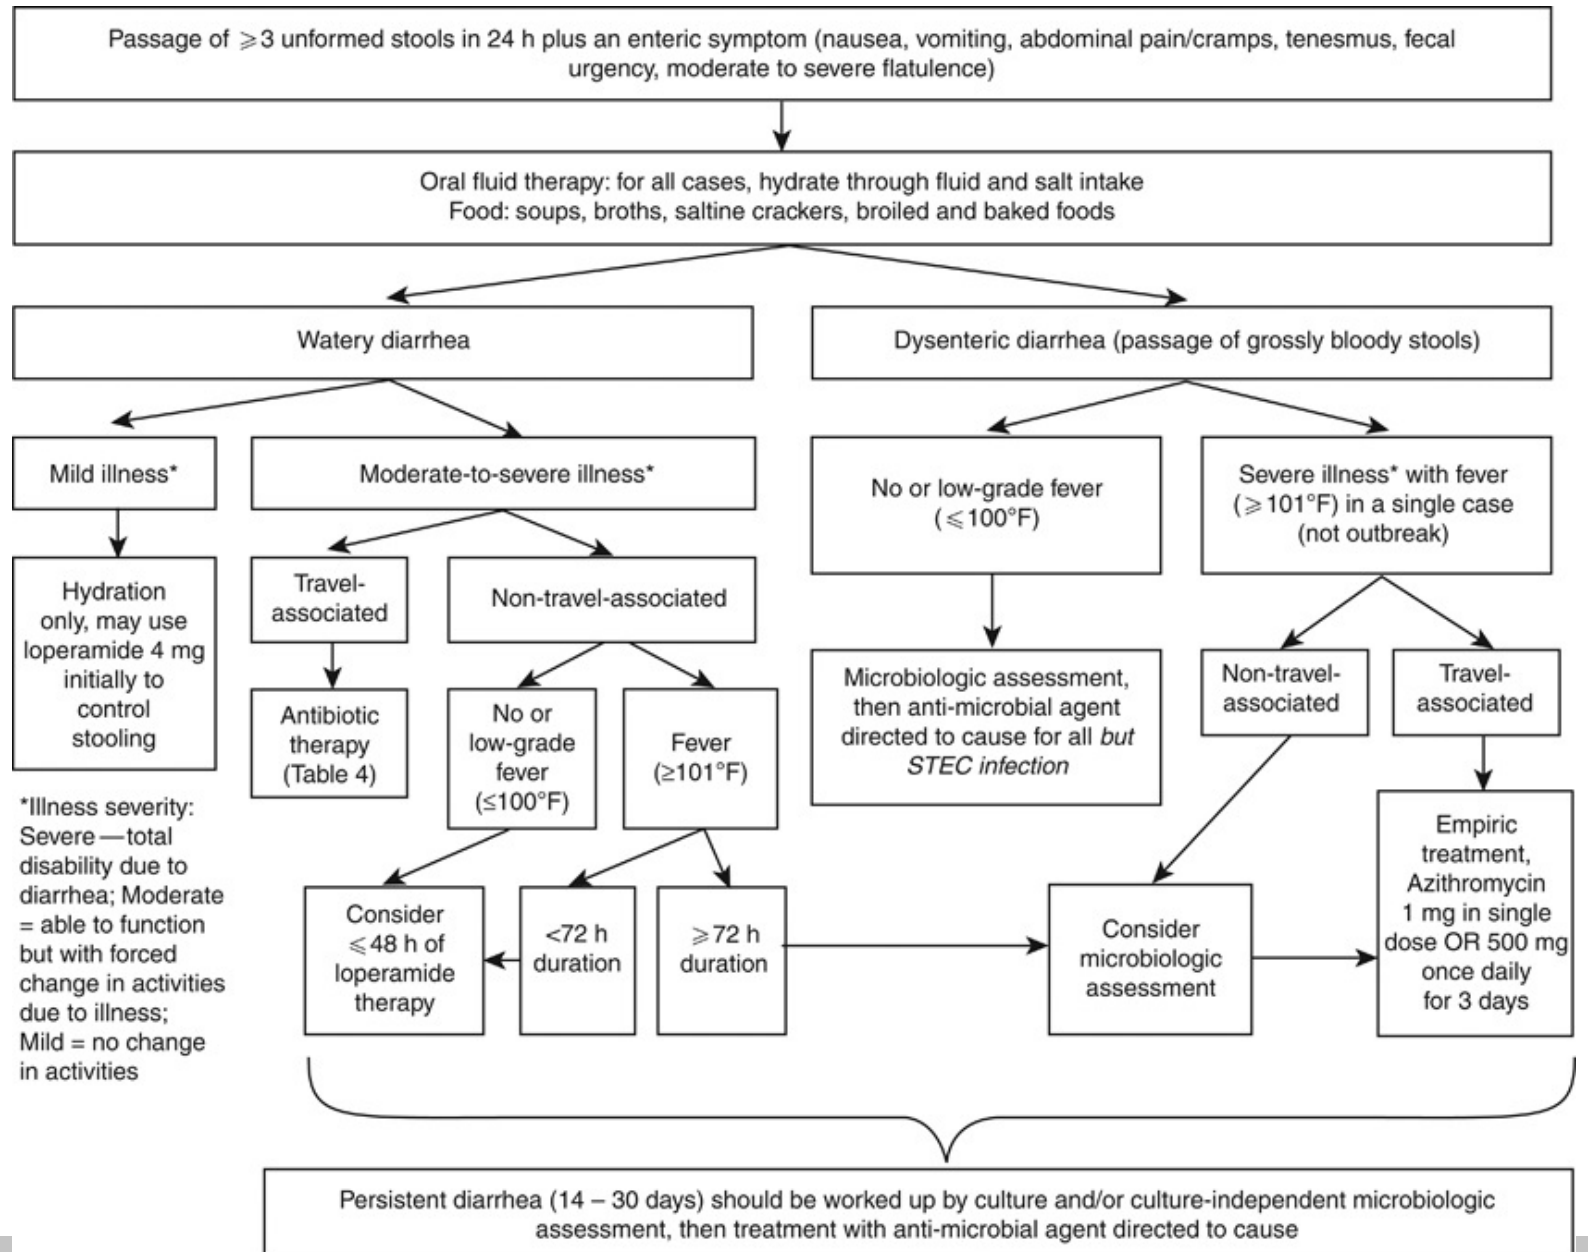 Passage of ⩾3 unformed stools in 24 h plus an enteric symptom (nausea, vomiting, abdominal pain/cramps, tenesmus, fecal
urgency, moderate to severe flatulence)
Oral fluid therapy: for all cases, hydrate through fluid and salt intake
Food: soups, broths, saltine crackers, broiled and baked foods
Watery diarrhea
Dysenteric diarrhea (passage of grossly bloody stools)
Mild illness*
Moderate-to-severe illness*
No or low-grade fever
(⩽100°F)
Severe illness* with fever
(⩾101°F) in a single case
(not outbreak)
Hydration
only, may use
loperamide 4 mg
initially to
control
stooling
Travel-
associated
Non-travel-associated
Antibiotic
therapy
(Table 4)
No or
low-grade
fever
(≤100°F)
Fever
(≥101°F)
Microbiologic assessment,
then anti-microbial agent
directed to cause for all but
STEC infection
Non-travel-
associated
Travel-
associated
*Illness severity:
Severe—total
disability due to
diarrhea; Moderate
= able to function
but with forced
change in activities
due to illness;
Mild = no change
in activities
Consider
⩽48 h of
loperamide
therapy
<72 h
duration
⩾72 h
duration
Consider
microbiologic
assessment
Empiric
treatment,
Azithromycin
1 mg in single
dose OR 500 mg
once daily
for 3 days
Persistent diarrhea (14 – 30 days) should be worked up by culture and/or culture-independent microbiologic
assessment, then treatment with anti-microbial agent directed to cause